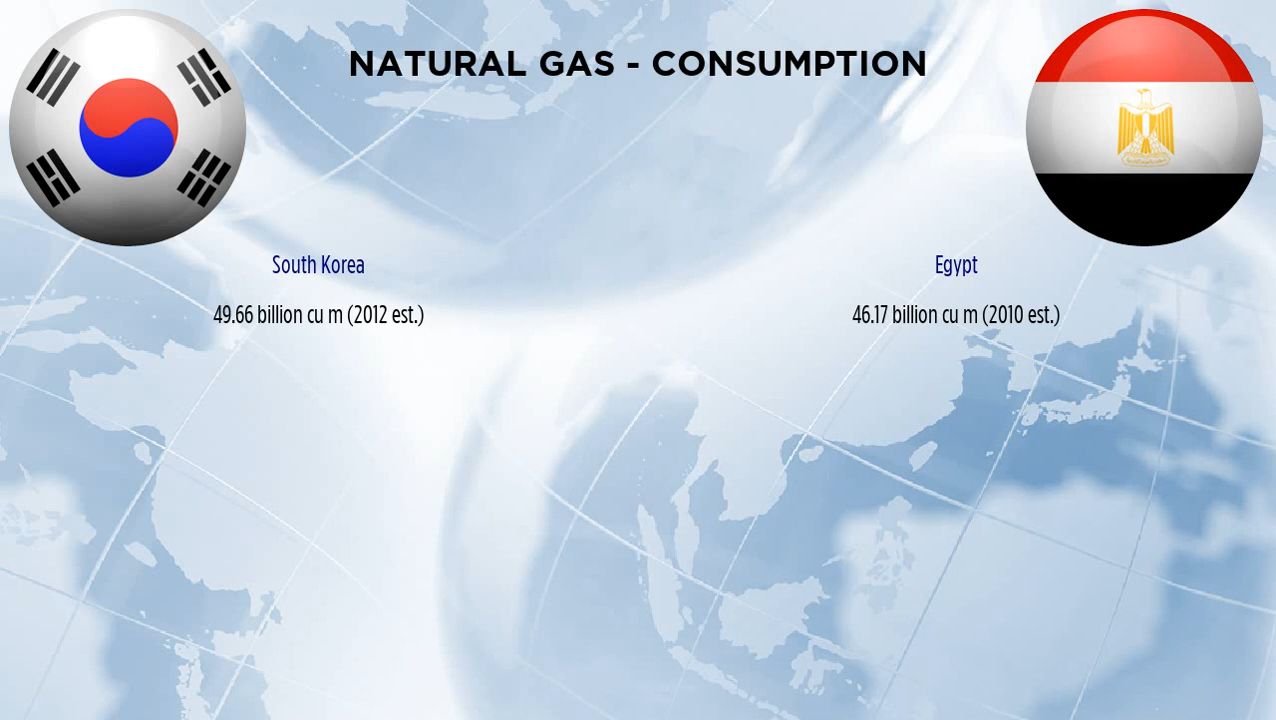 NATURAL GAS - CONSUMPTION
South Korea
Egypt
49.66 billion cu m (2012 est.)
46.17 billion cu m (2010 est.)